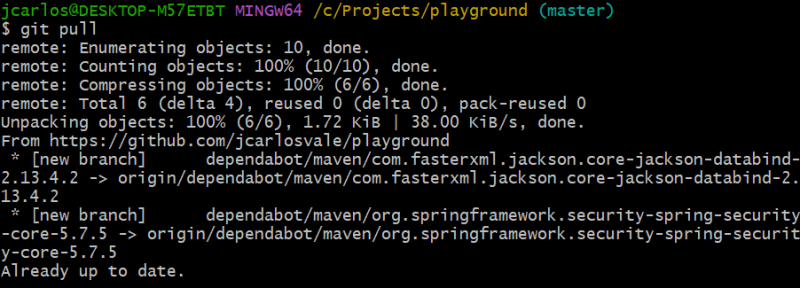 jcarlos@DESKTOP-M57ETBT MINGW64 /c/Projects/playground (master)
$ git pull
remote: Enumerating objects: 10, done.
remote: Counting objects: 100% (10/10), done.
remote: Compressing objects: 100% (6/6), done.
remote: Total 6 (delta 4), reused 0 (delta 0), pack-reused 0
Unpacking objects: 100% (6/6), 1.72 KiB | 38.00 KiB/s, done.
From https://github.com/jcarlosvale/playground
 * [new branch]      dependabot/maven/com.fasterxml.jackson.core-jackson-databind-
2.13.4.2 -> origin/dependabot/maven/com.fasterxml.jackson.core-jackson-databind-2.
13.4.2
 * [new branch]      dependabot/maven/org.springframework.security-spring-security
-core-5.7.5 -> origin/dependabot/maven/org.springframework.security-spring-securit
y-core-5.7.5
Already up to date.